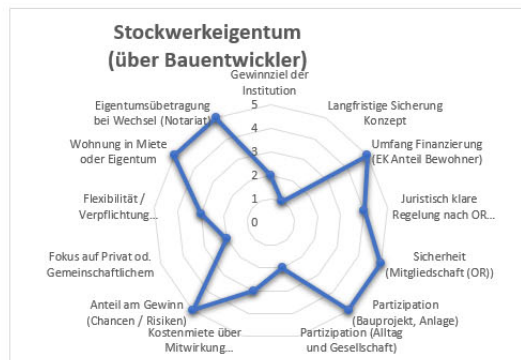 Stockwerkeigentum
(über Bauentwickler)
Gewinnziel der
Institution
Langfristige Sicherung
Konzept
Umfang Finanzierung
(EK Anteil Bewohner)
Juristisch klare
Regelung nach OR...
Sicherheit
(Mitgliedschaft (OR))
Partizipation
(Bauprojekt, Anlage)
Partizipation (Alltag
und Gesellschaft)
Kostenmiete über
Mitwirkung...
Anteil am Gewinn
(Chancen / Risiken)
Fokus auf Privat od.
Gemeinschaftlichem
Flexibilität /
Verpflichtung...
Wohnung in Miete
oder Eigentum
Eigentumsübetragung
bei Wechsel (Notariat)
5
4
3
2
1
0